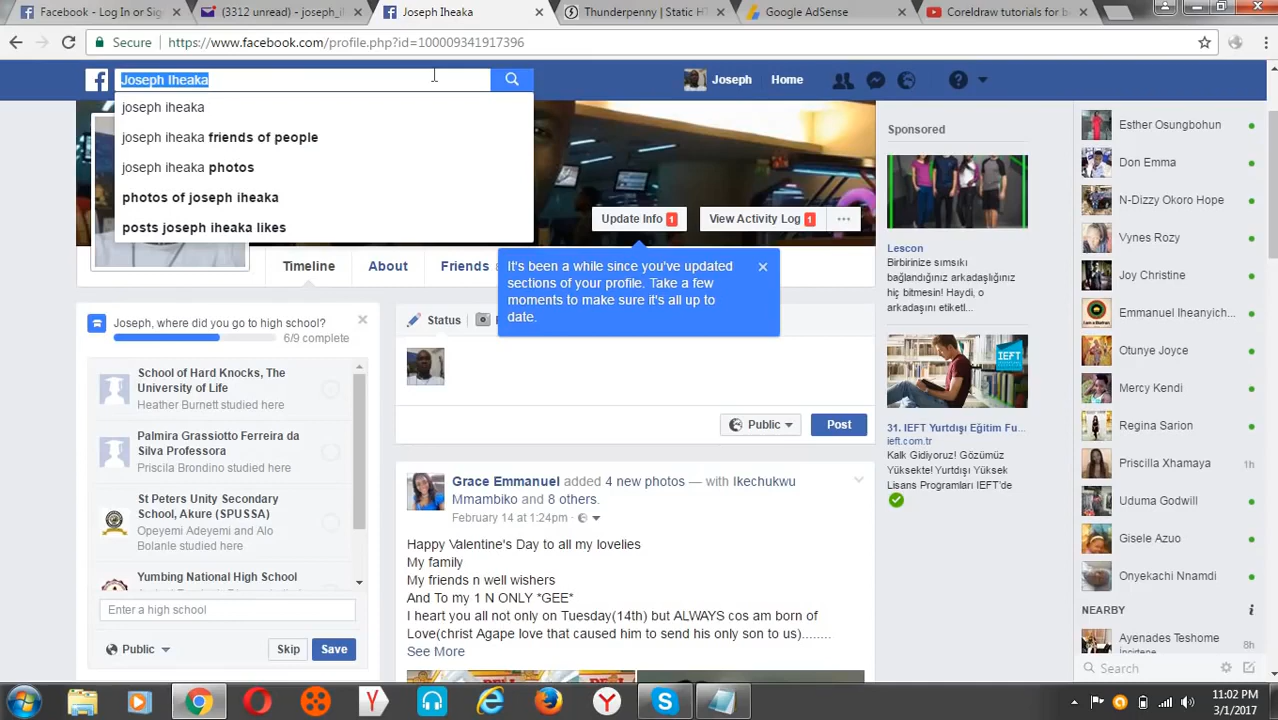 Facebook - Log In or Sig
(3312 unread) - joseph_il
Joseph Iheaka
Thunderpenny | Static HT
Google AdSense
Coreldraw tutorials for b
Secure
https://www.facebook.com/profile.php?id=100009341917396
Joseph Iheaka
Joseph
Home
joseph iheaka
joseph iheaka friends of people
joseph iheaka photos
photos of joseph iheaka
posts joseph iheaka likes
Update Info 1
View Activity Log 1
Timeline
About
Friends
It's been a while since you've updated
sections of your profile. Take a few
moments to make sure it's all up to
date.
Joseph, where did you go to high school?
6/9 complete
School of Hard Knocks, The
University of Life
Heather Burnett studied here
Palmira Grassiotto Ferreira da
Silva Professora
Priscila Brondino studied here
St Peters Unity Secondary
School, Akure (SPUSSA)
Opeyemi Adeyemi and Alo
Bolanle studied here
Yumbing National High School
Enter a high school
Public
Skip
Save
Status
Public
Post
Grace Emmanuel added 4 new photos — with Ikechukwu
Mmambiko and 8 others.
February 14 at 1:24pm
Happy Valentine's Day to all my lovelies
My family
My friends n well wishers
And To my 1 N ONLY *GEE*
I heart you all not only on Tuesday(14th) but ALWAYS cos am born of
Love(christ Agape love that caused him to send his only son to us)........
See More
Sponsored
Lescon
Birbirinize sımsıkı
bağlandığınız arkadaşlığınız
hiç bitmesin! Haydi, o
arkadaşını etiketl...
IEFT
31. IEFT Yurtdışı Eğitim Fu...
ieft.com.tr
Kalk Gidiyoruz! Gözümüz
Yüksekte! Yurtdışı Yüksek
Lisans Programları IEFT'de
Esther Osungbohun
Don Emma
N-Dizzy Okoro Hope
Vynes Rozy
Joy Christine
Emmanuel Iheanyich...
Otunye Joyce
Mercy Kendi
Regina Sarion
Priscilla Xhamaya 1h
Uduma Godwill
Gisele Azuo
Onyekachi Nnamdi
NEARBY
Ayenades Teshome 8h
Search
11:02 PM
3/1/2017